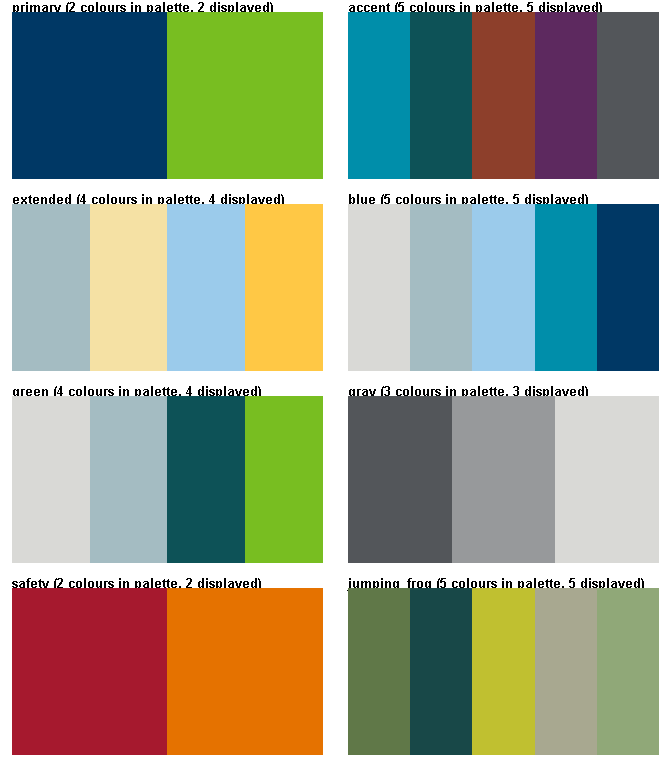 primary (2 colours in palette, 2 displayed)
accent (5 colours in palette, 5 displayed)
extended (4 colours in palette, 4 displayed)
blue (5 colours in palette, 5 displayed)
green (4 colours in palette, 4 displayed)
gray (3 colours in palette, 3 displayed)
safety (2 colours in palette, 2 displayed)
jumping_frog (5 colours in palette, 5 displayed)